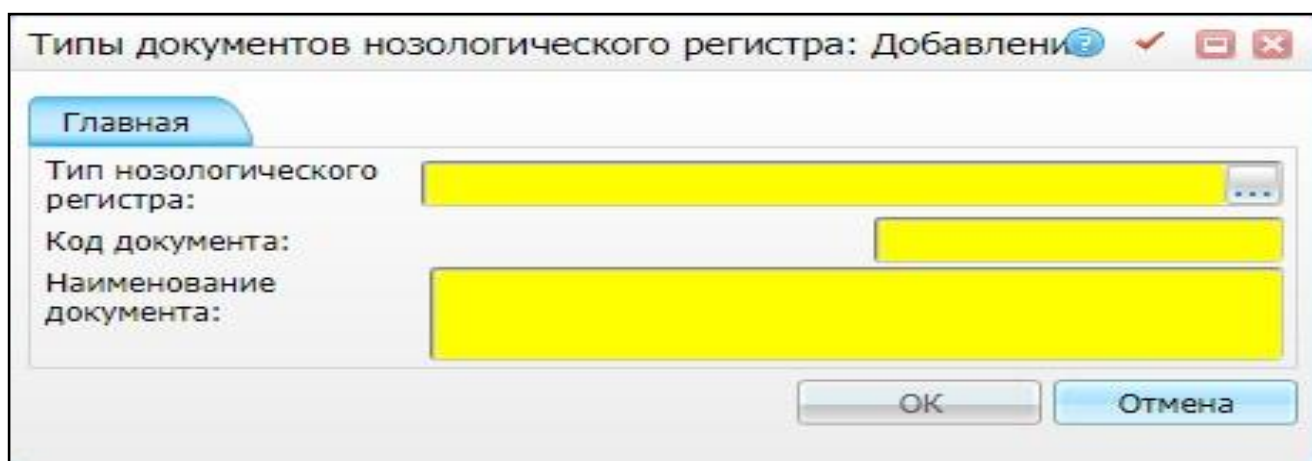 Типы документов нозологического регистра: Добавлени
Главная
Тип нозологического
регистра:
...
Код документа:
Наименование
документа:
ОК
Отмена